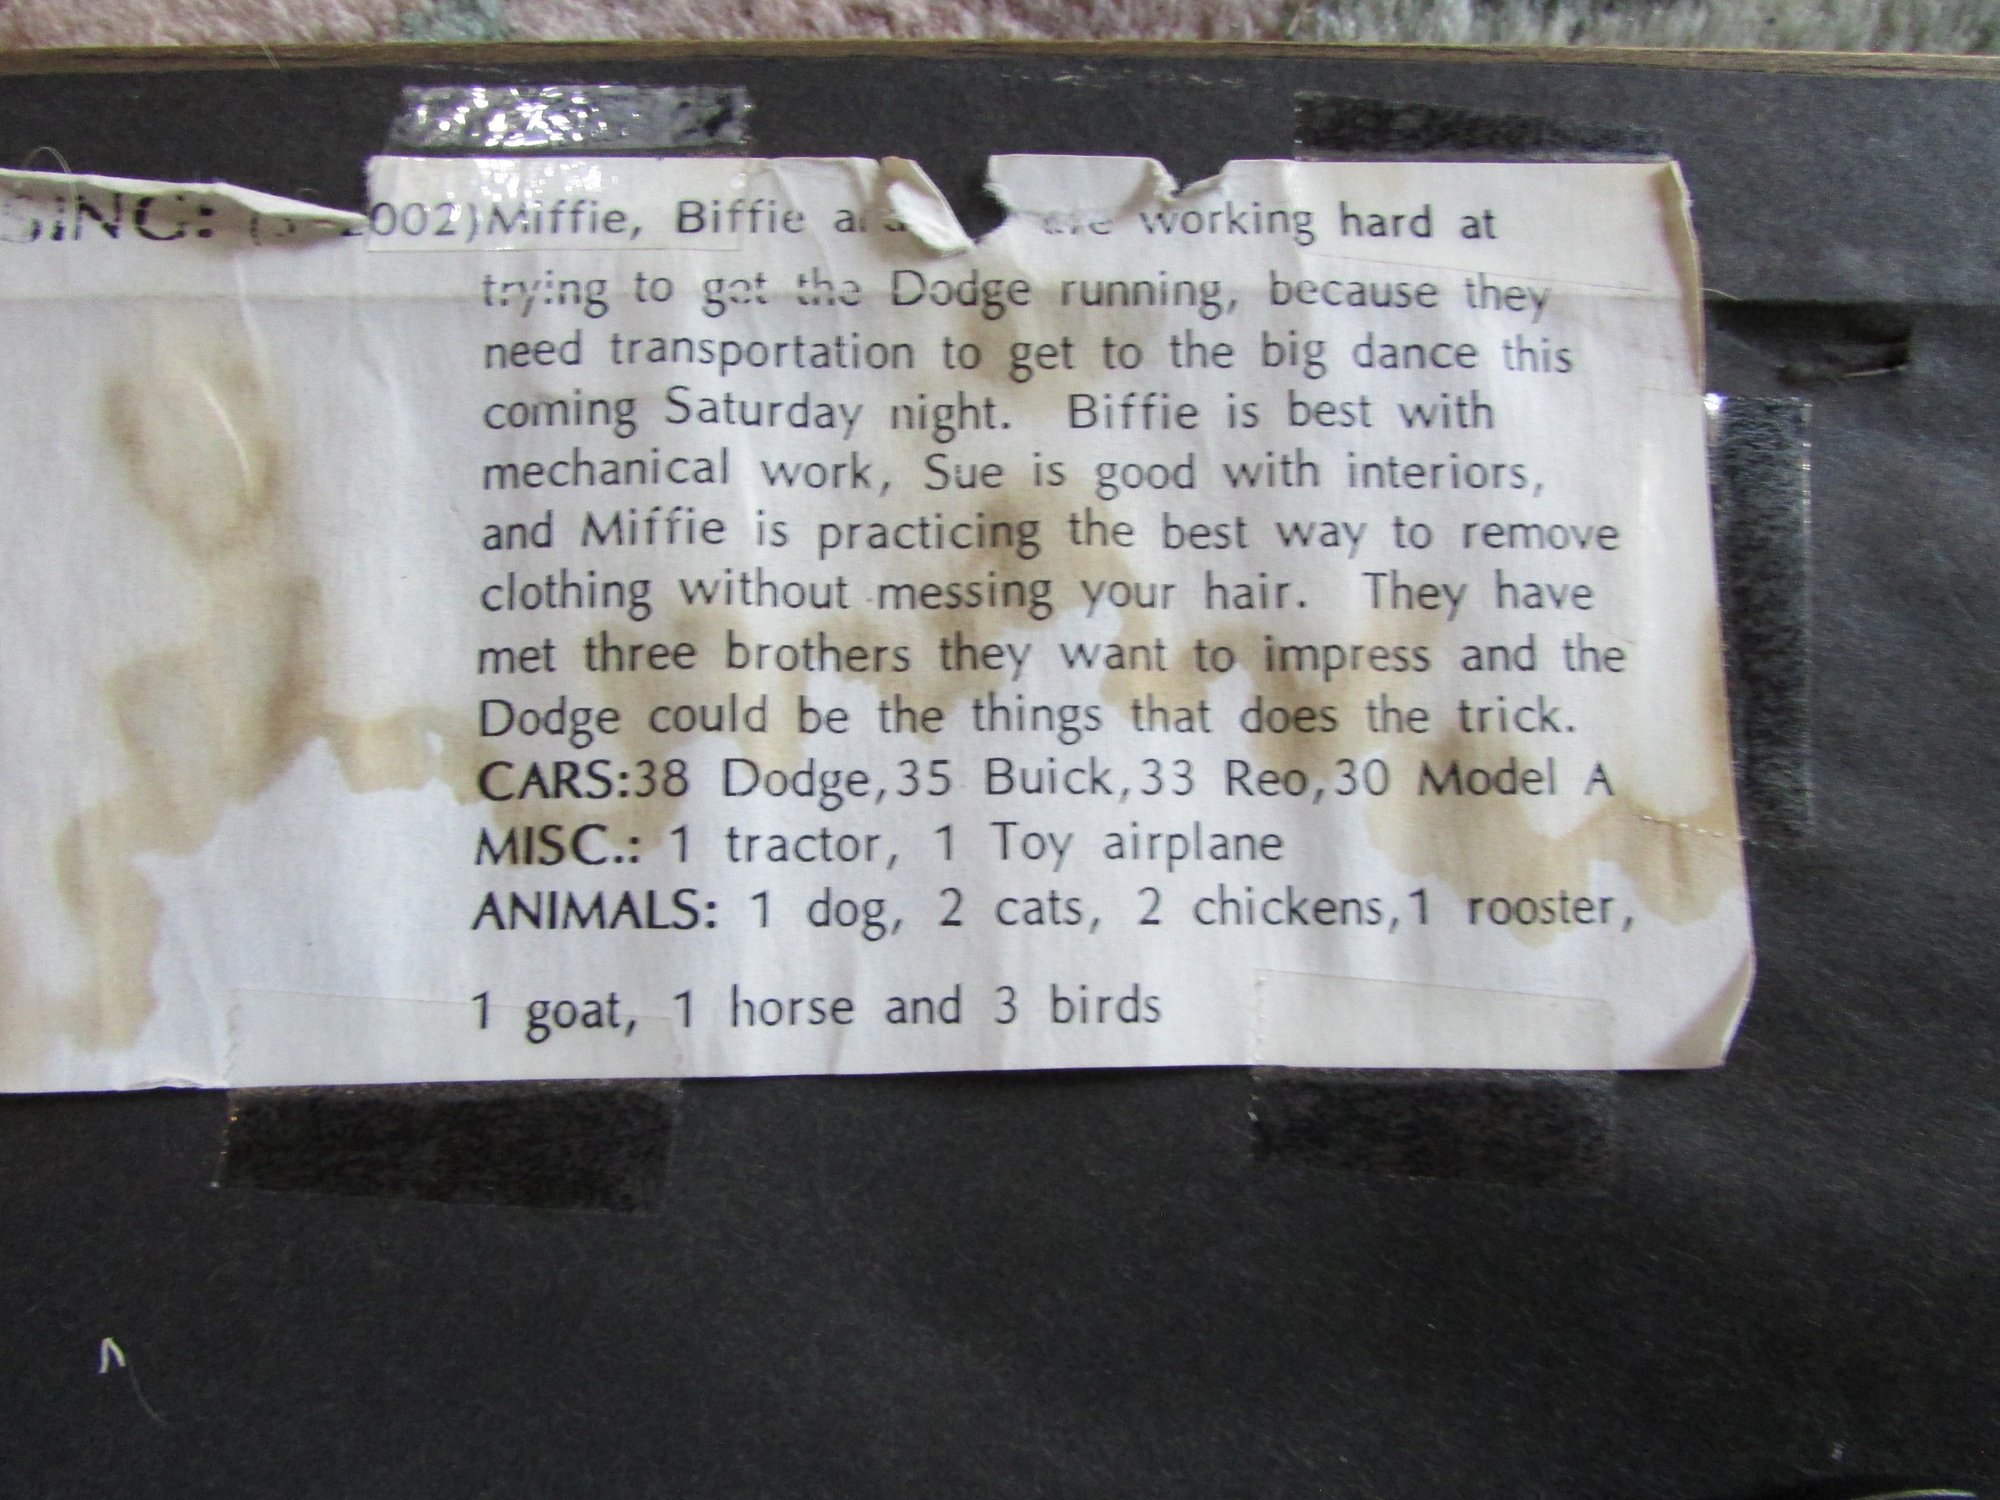 SING: 2002)Miffie, Biffie are working hard at
trying to get the Dodge running, because they
need transportation to get to the big dance this
coming Saturday night. Biffie is best with
mechanical work, Sue is good with interiors,
and Miffie is practicing the best way to remove
clothing without messing your hair. They have
met three brothers they want to impress and the
Dodge could be the things that does the trick.
CARS:38 Dodge,35 Buick,33 Reo,30 Model A
MISC.: 1 tractor, 1 Toy airplane
ANIMALS: 1 dog, 2 cats, 2 chickens,1 rooster,
1 goat, 1 horse and 3 birds